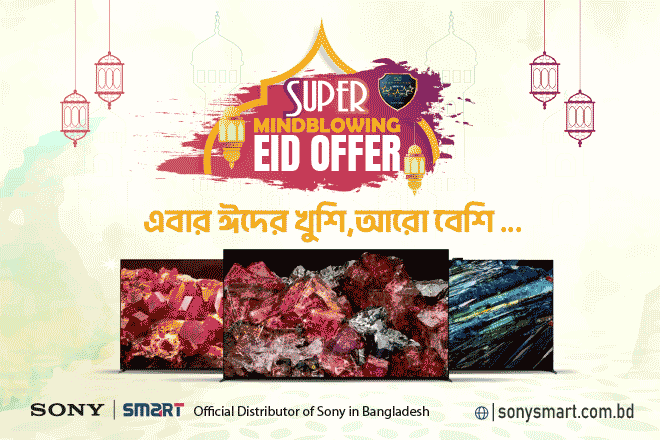 SUPER
MINDBLOWING
EID OFFER
এবার ঈদের খুশি,আরো বেশি ...
SONY | SMART Official Distributor of Sony in Bangladesh
| sonysmart.com.bd